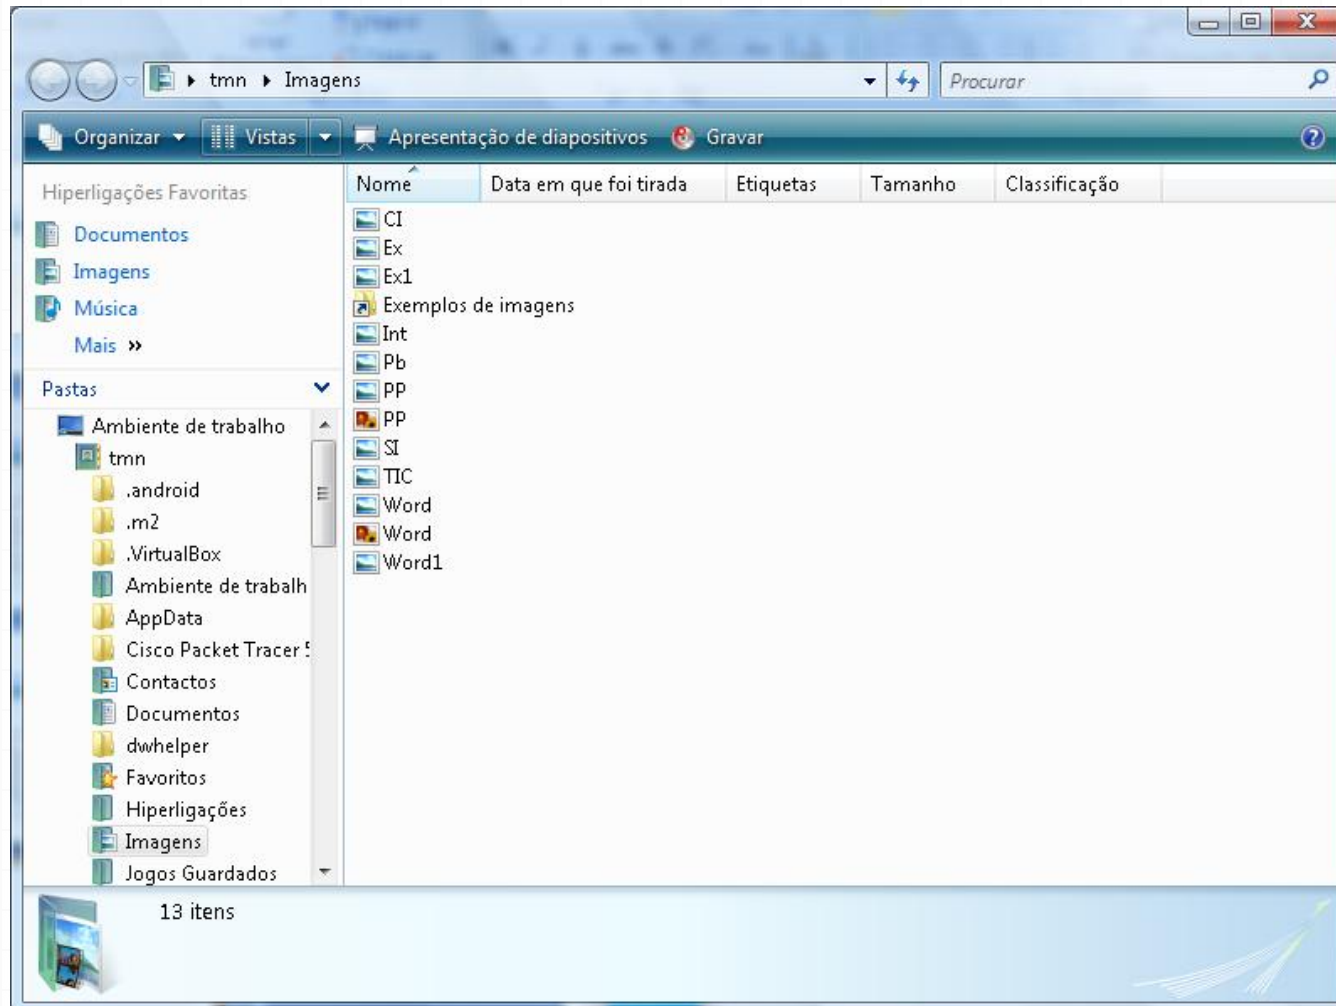 tmn Imagens Procurar
Organizar Vistas Apresentação de diapositivos Gravar
Hiperligações Favoritas
Documentos
Imagens
Música
Mais »
Pastas
Ambiente de trabalho
tmn
.android
.m2
.VirtualBox
Ambiente de trabalh
AppData
Cisco Packet Tracer 5
Contactos
Documentos
dwhelper
Favoritos
Hiperligações
Imagens
Jogos Guardados
Nome Data em que foi tirada Etiquetas Tamanho Classificação
CI
Ex
Ex1
Exemplos de imagens
Int
Pb
PP
PP
SI
TIC
Word
Word
Word1
13 itens